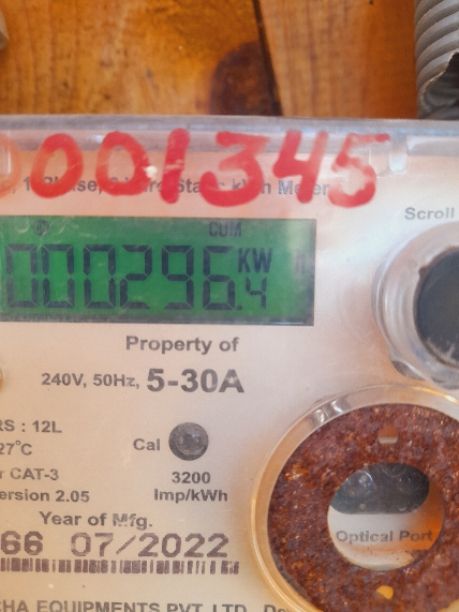 0001345
Scroll
CUM
000296.4 KW
Property of
240V, 50Hz, 5-30A
RS : 12L
27°C
Cal
CAT-3
3200
ersion 2.05
Imp/kWh
Year of Mfg.
66 07/2022
Optical Port
CHA EQUIPMENTS PVT. LTD.